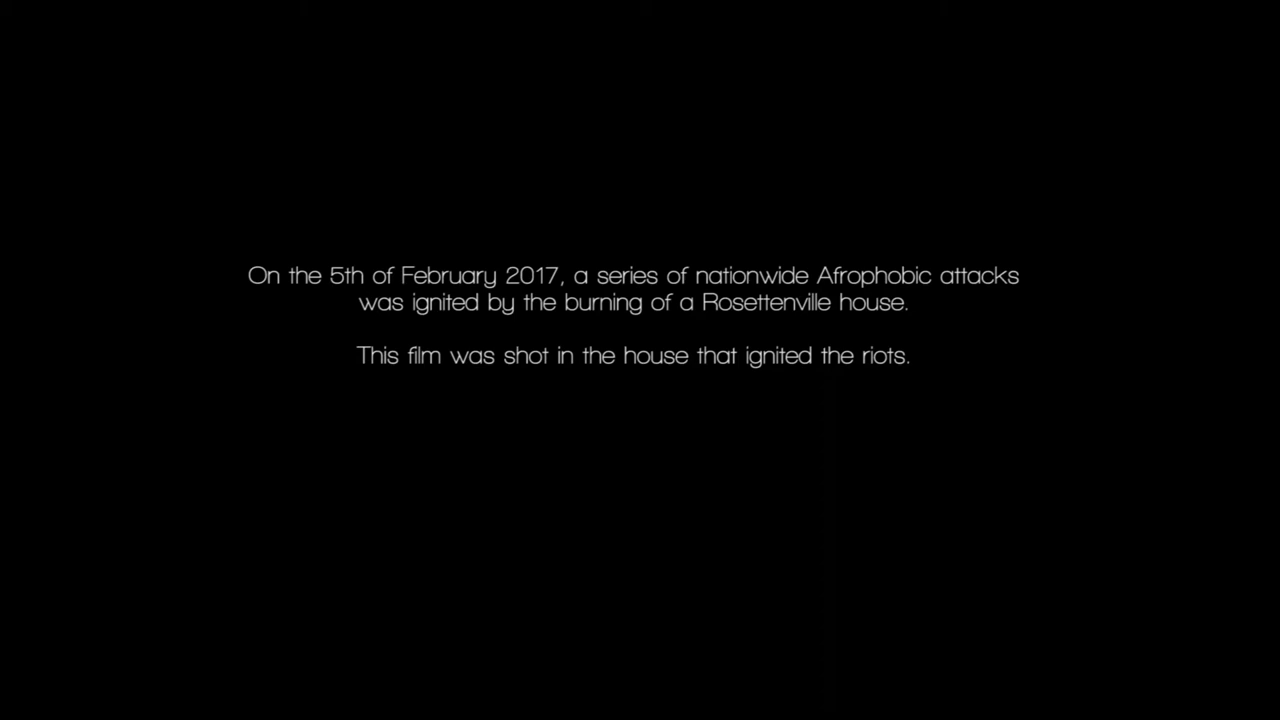 On the 5th of February 2017, a series of nationwide Afrophobic attacks
was ignited by the burning of a Rosettenville house.
This film was shot in the house that ignited the riots.